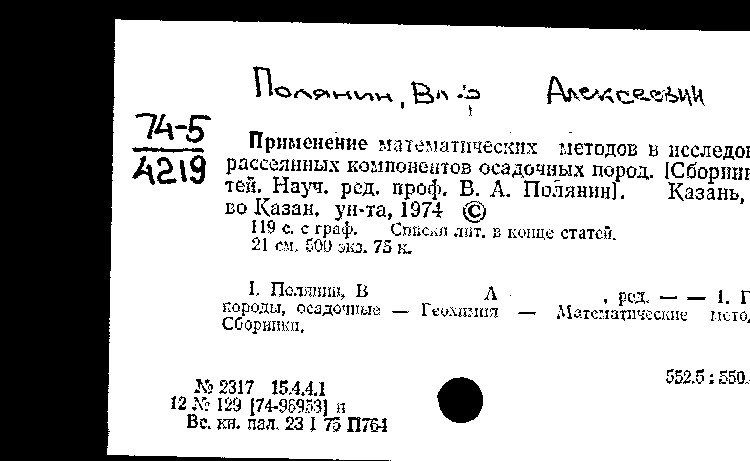 Полянин, Вл-р Алексеевич
74-5
4219
Применение математических методов в исследов
рассеянных компонентов осадочных пород. [Сборник
тей. Науч. ред. проф. В. А. Полянин]. Казань,
во Казан. ун-та, 1974 ©
119 с. с граф. Списки лит. в конце статей.
21 см. 500 экз. 75 к.
I. Полянин, В А , ред. — — 1. Г
породы, осадочные — Геохимия — Математические метод
Сборники.
552.5 : 550.
№ 2317 15.4.4.1
12 № 129 [74-96953] п
Вс. кн. пал. 23 I 75 П764